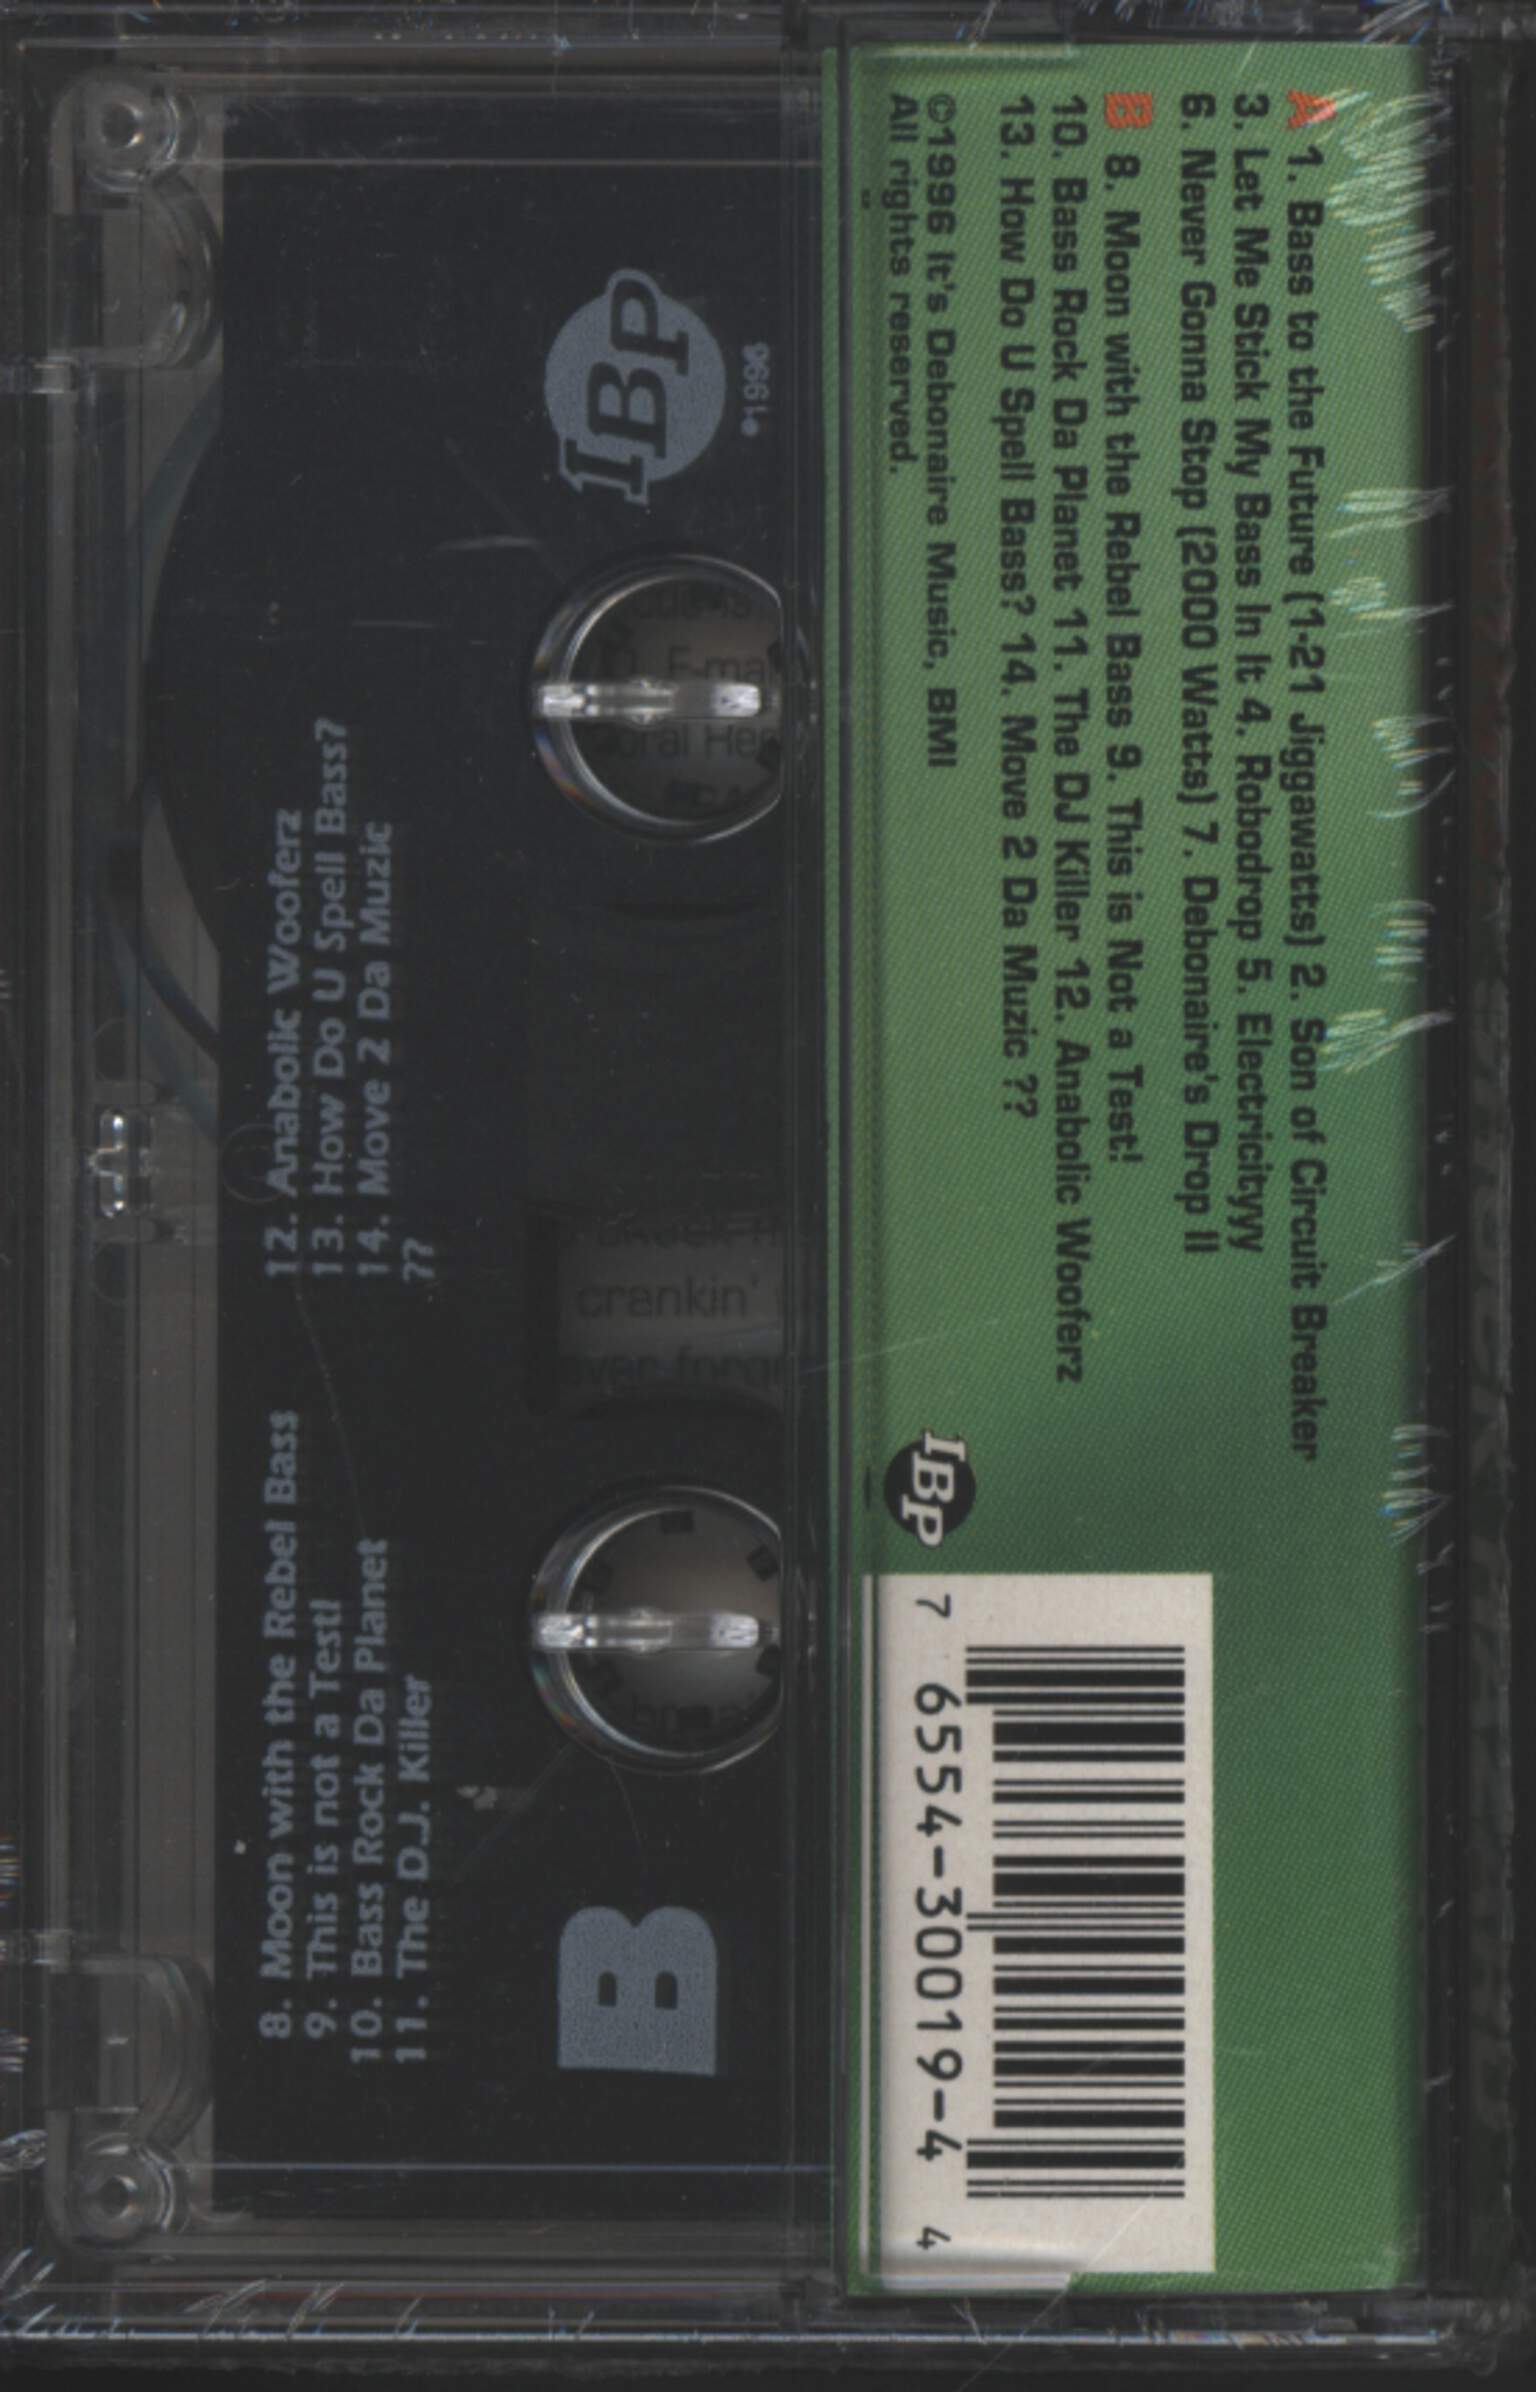 A 1. Bass to the Future (1-21 Jiggawatts) 2. Son of Circuit Breaker
3. Let Me Stick My Bass In It 4. Robodrop 5. Electricityyy
6. Never Gonna Stop (2000 Watts) 7. Debonaire's Drop II
B 8. Moon with the Rebel Bass 9. This is Not a Test!
10. Bass Rock Da Planet 11. The DJ Killer 12. Anabolic Wooferz
13. How Do U Spell Bass? 14. Move 2 Da Muzic ??
©1996 It's Debonaire Music, BMI
All rights reserved.
IBP
7 6554-30019-4 4
8. Moon with the Rebel Bass
9. This is not a Test!
10. Bass Rock Da Planet
11. The D.J. Killer
12. Anabolic Wooferz
13. How Do U Spell Bass?
14. Move 2 Da Muzic
??
B
IBP
•1996
E-ma
crankin'